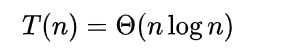 T(n) = Θ(n log n)